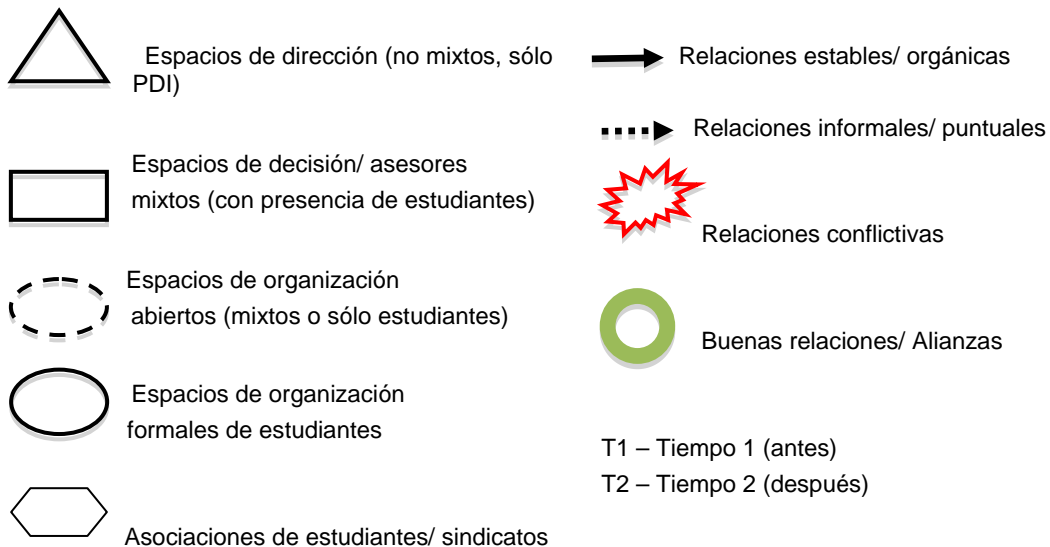 Espacios de dirección (no mixtos, sólo
PDI)
Espacios de decisión/ asesores
mixtos (con presencia de estudiantes)
Espacios de organización
abiertos (mixtos o sólo estudiantes)
Espacios de organización
formales de estudiantes
Asociaciones de estudiantes/ sindicatos
Relaciones estables/ orgánicas
Relaciones informales/ puntuales
Relaciones conflictivas
Buenas relaciones/ Alianzas
T1 – Tiempo 1 (antes)
T2 – Tiempo 2 (después)